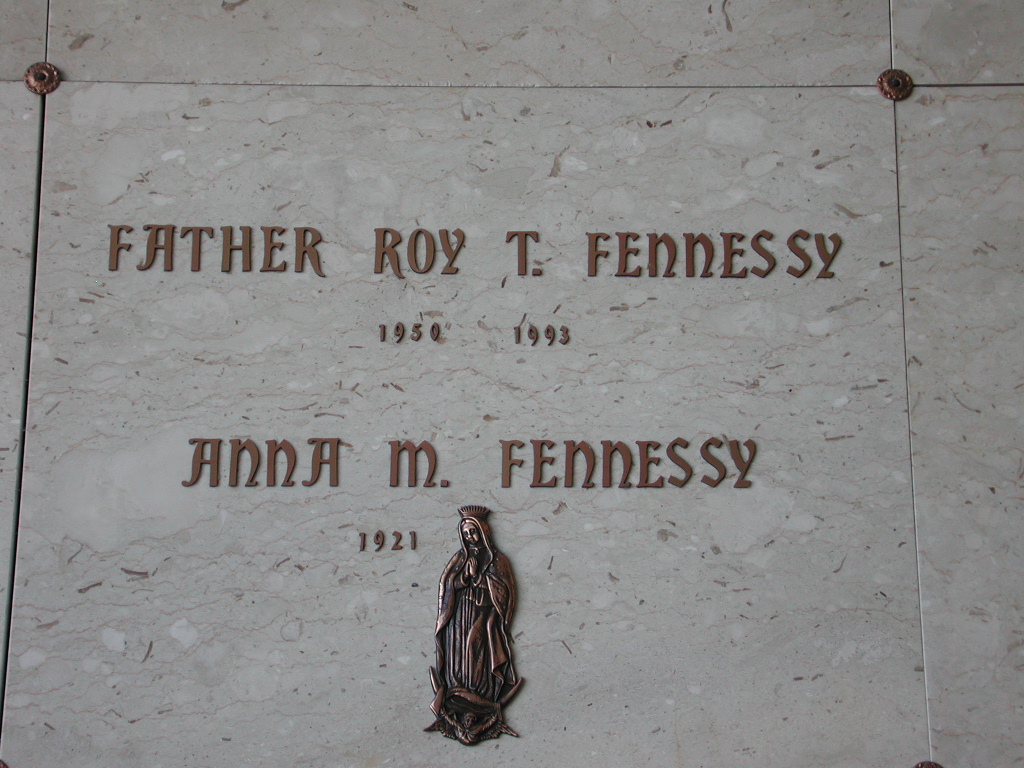 FATHER ROY T. FENNESSY
1950 1993
ANNA M. FENNESSY
1921